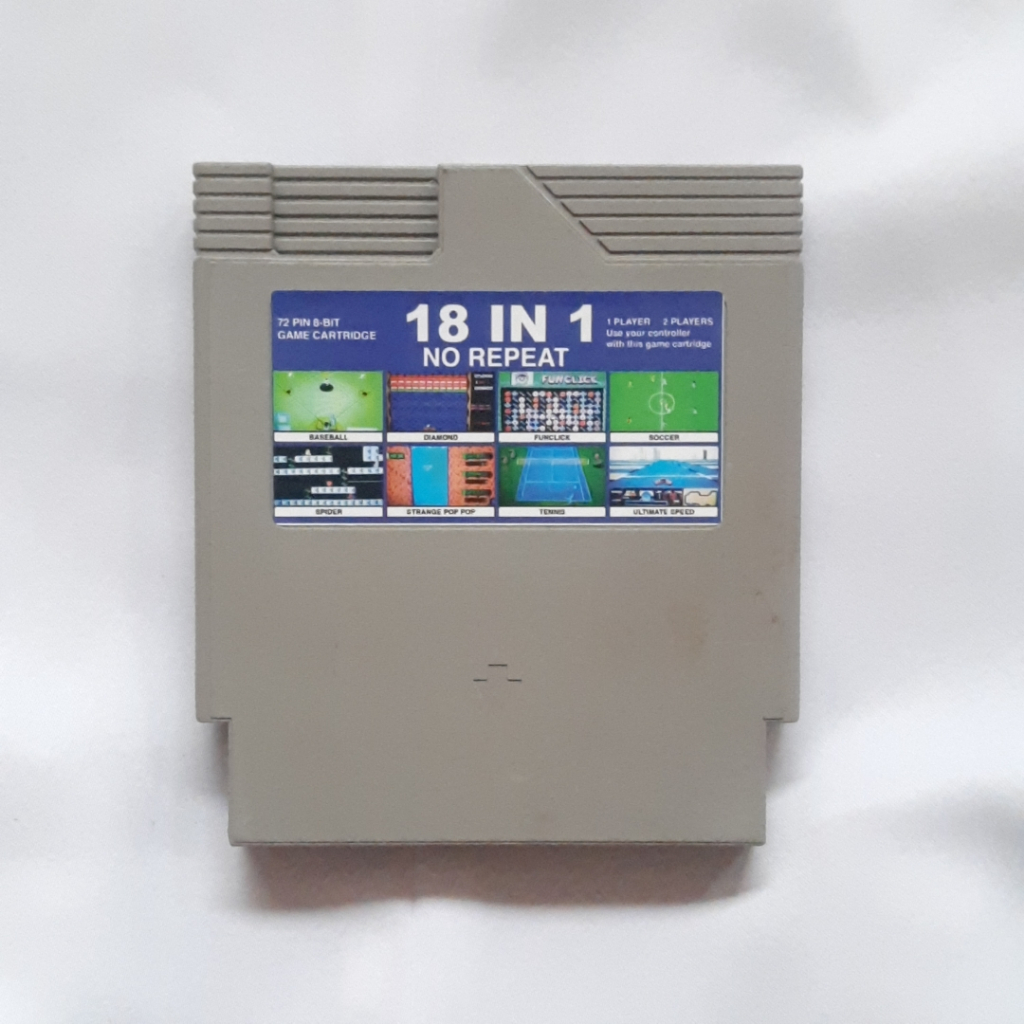 72 PIN 8-BIT
GAME CARTRIDGE
18 IN 1
NO REPEAT
1 PLAYER 2 PLAYERS
Use your controller
with this game cartridge
FUNCLICK
BASEBALL
DIAMOND
FUNCLICK
SOCCER
SPIDER
STRANGE POP POP
TENNIS
ULTIMATE SPEED